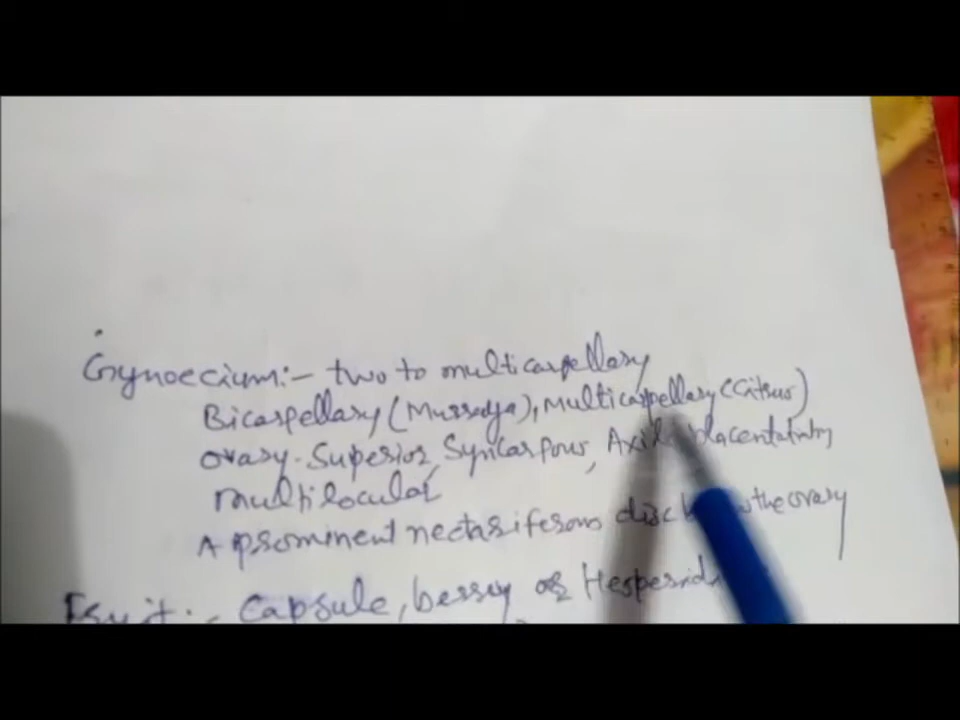 Gynoecium:- two to multicarpellary
Bicarpellary (Murraya), Multicarpellary (Citrus)
ovary- Superior, Syncarpous, Axile placentation,
multilocular
A prominent nectariferous disc the ovary
Fruit:- Capsule, berry or